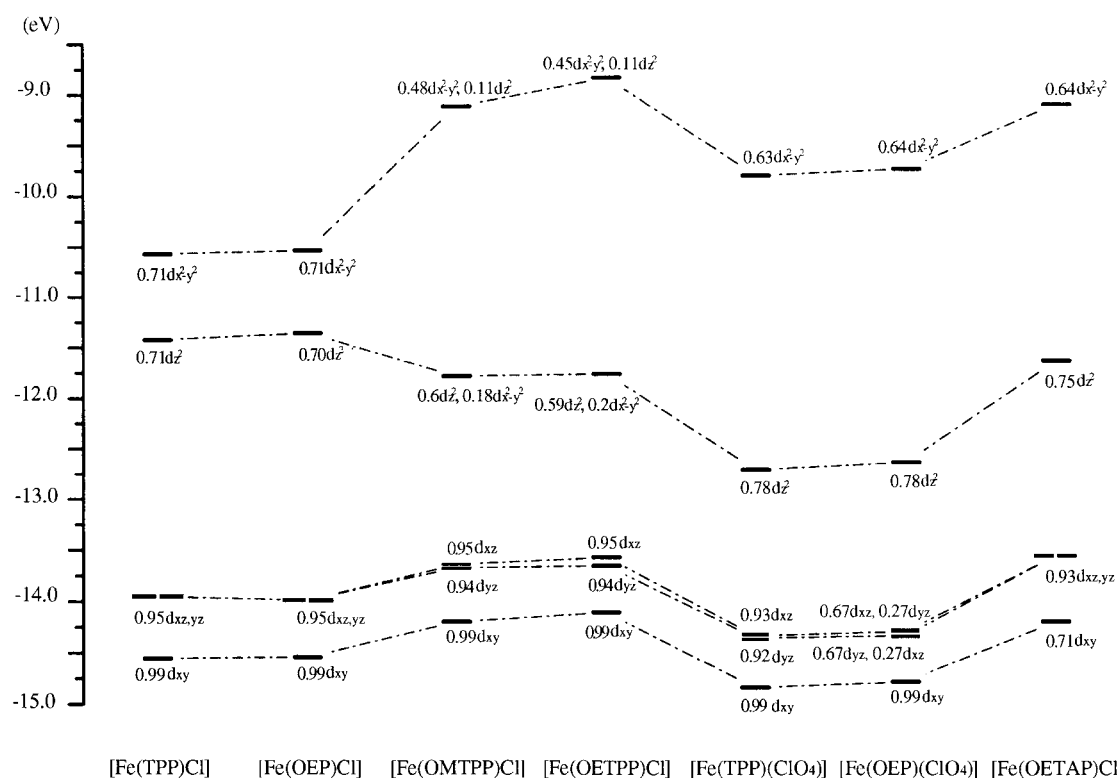 (eV)
-9.0
-10.0
-11.0
-12.0
-13.0
-14.0
-15.0
0.71dx²-y²
0.71dz²
0.95dxz,yz
0.99dxy
0.71dx²-y²
0.70dz²
0.95dxz,yz
0.99dxy
0.48dx²-y², 0.11dz²
0.6dz², 0.18dx²-y²
0.95dxz
0.94dyz
0.99dxy
0.45dx²-y², 0.11dz²
0.59dz², 0.2dx²-y²
0.95dxz
0.94dyz
0.99dxy
0.63dx²-y²
0.78dz²
0.93dxz
0.92dyz
0.99dxy
0.64dx²-y²
0.78dz²
0.67dxz, 0.27dyz
0.67dyz, 0.27dxz
0.99dxy
0.64dx²-y²
0.75dz²
0.93dxz,yz
0.71dxy
[Fe(TPP)Cl] [Fe(OEP)Cl] [Fe(OMTPP)Cl] [Fe(OETPP)Cl] [Fe(TPP)(ClO₄)] [Fe(OEP)(ClO₄)] [Fe(OETAP)Cl